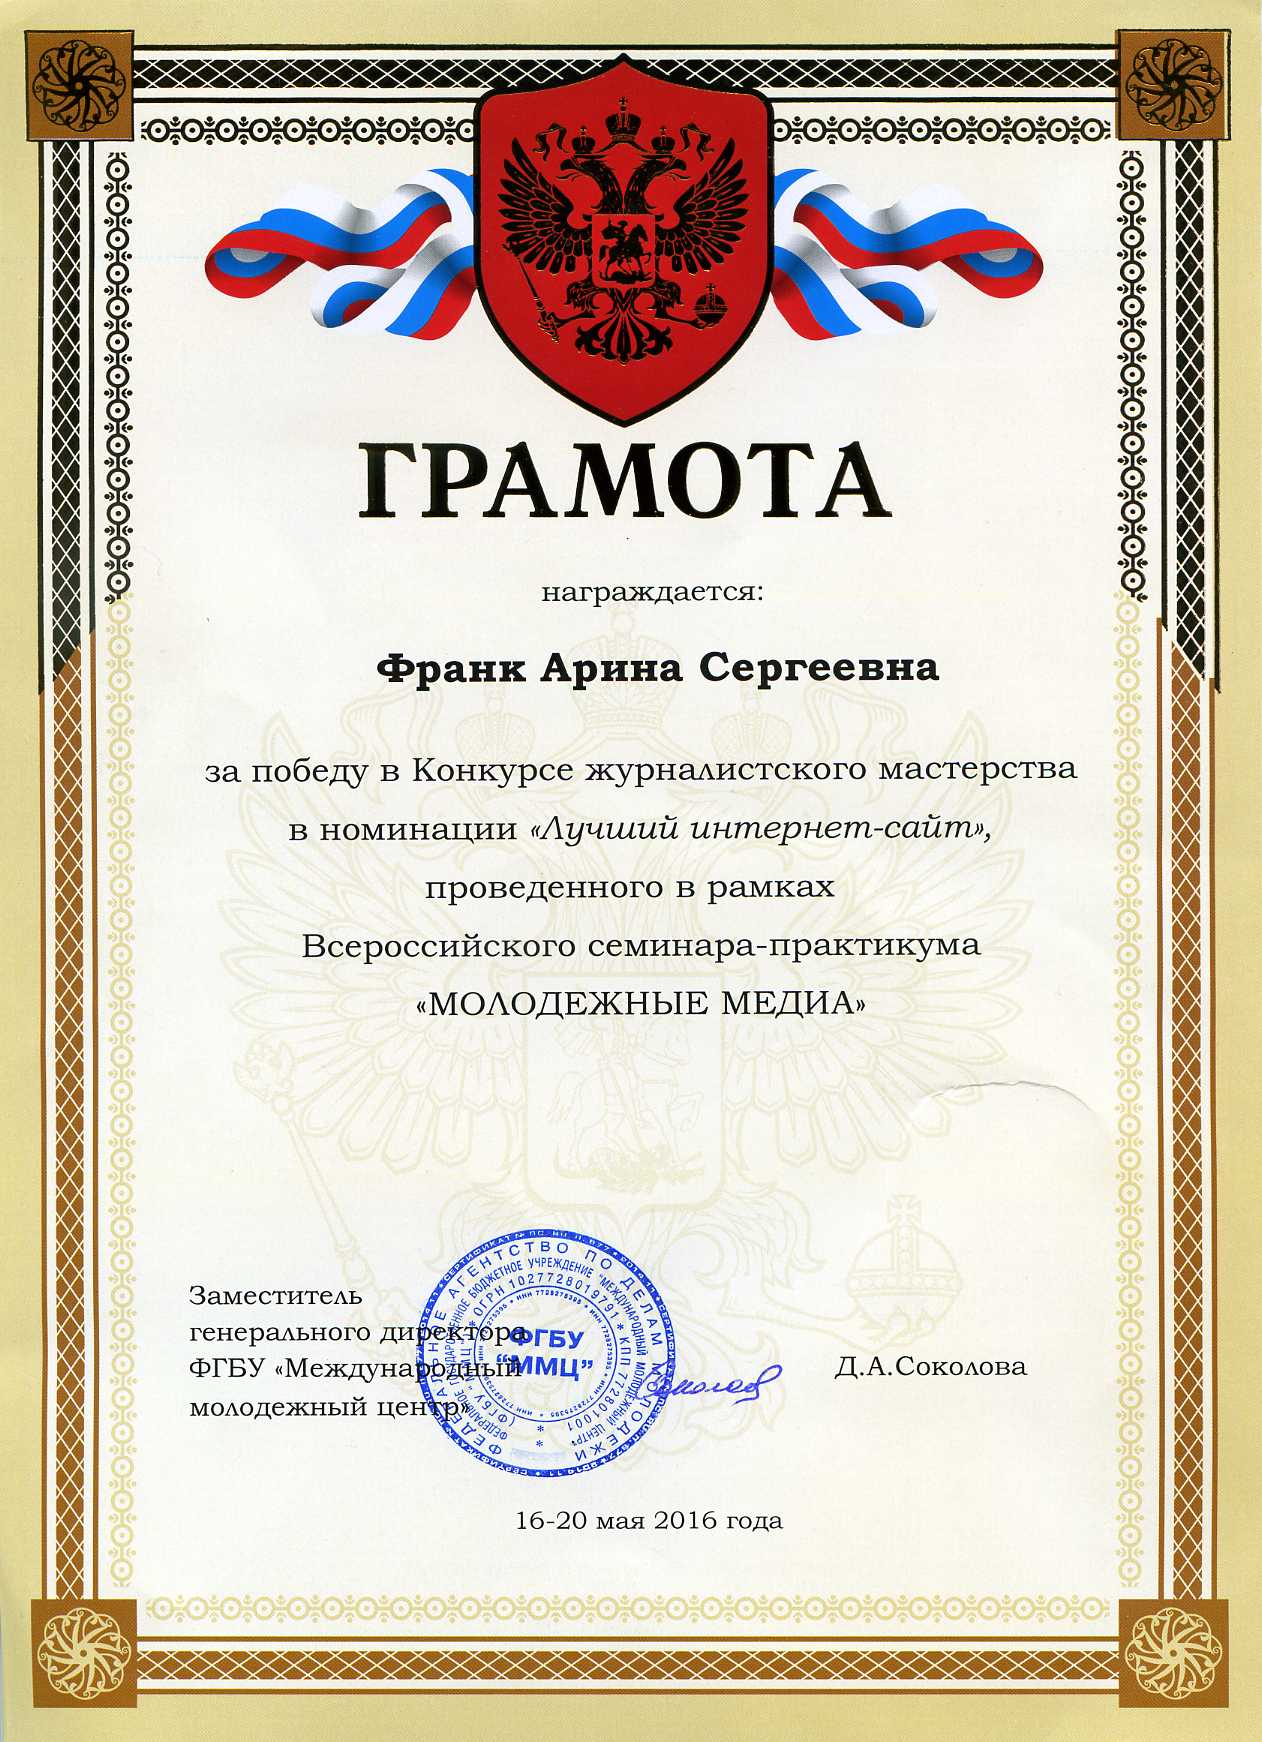 ГРАМОТА
награждается:
Франк Арина Сергеевна
за победу в Конкурсе журналистского мастерства
в номинации «Лучший интернет-сайт»,
проведенного в рамках
Всероссийского семинара-практикума
«МОЛОДЕЖНЫЕ МЕДИА»
Заместитель
генерального директора
ФГБУ «Международный
молодежный центр»
Д.А.Соколова
ФЕДЕРАЛЬНОЕ АГЕНТСТВО ПО ДЕЛАМ МОЛОДЕЖИ
ФЕДЕРАЛЬНОЕ ГОСУДАРСТВЕННОЕ БЮДЖЕТНОЕ УЧРЕЖДЕНИЕ "МЕЖДУНАРОДНЫЙ МОЛОДЕЖНЫЙ ЦЕНТР"
(ФГБУ "ММЦ") * ОГРН 1027728019791 * КПП 772801001
ИНН 7728275395
ФГБУ
"ММЦ"
16-20 мая 2016 года